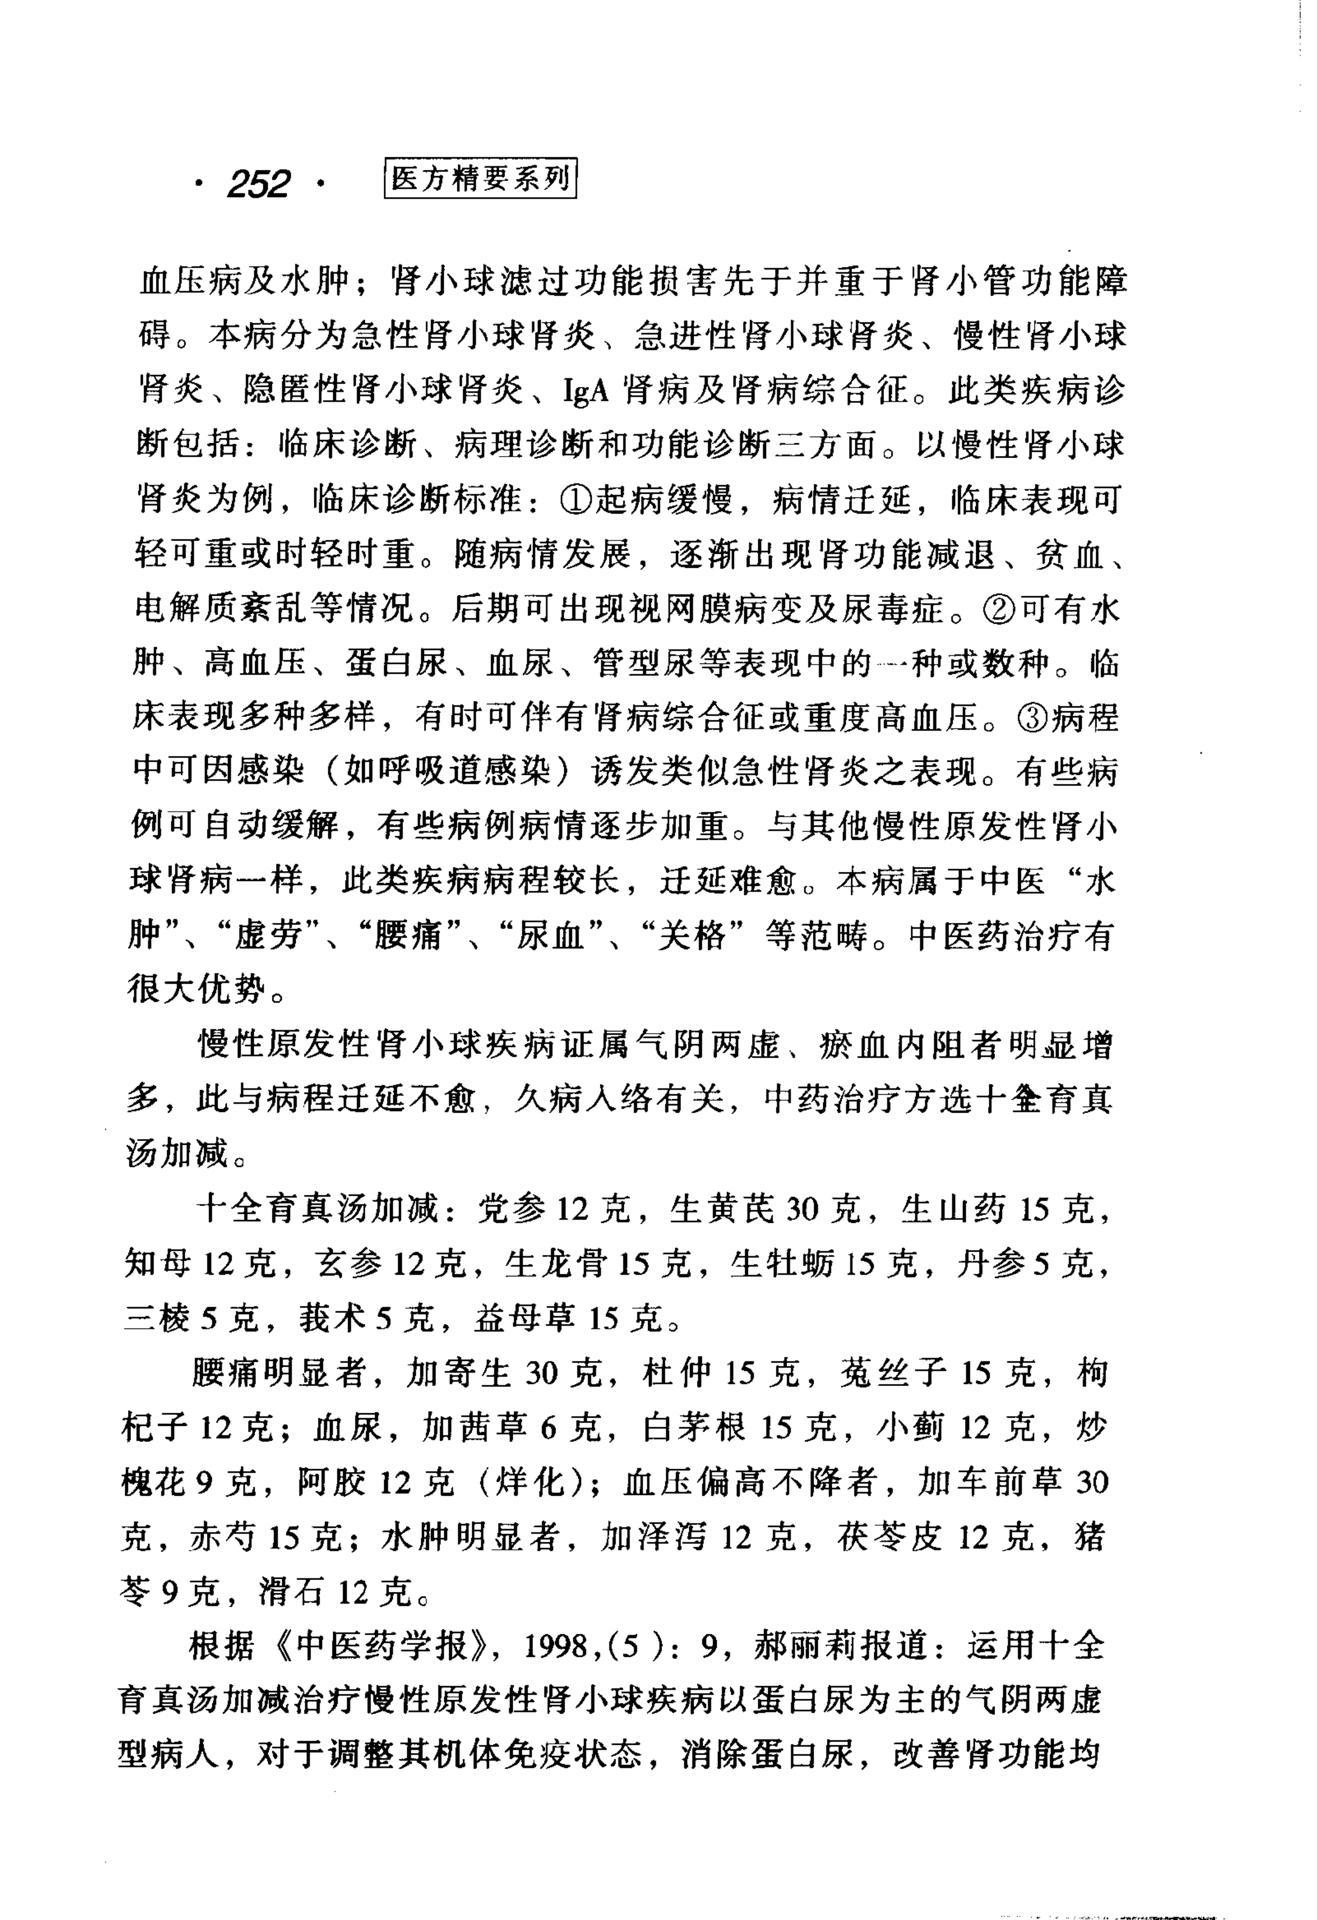 · 252 · 医方精要系列
血压病及水肿；肾小球滤过功能损害先于并重于肾小管功能障
碍。本病分为急性肾小球肾炎、急进性肾小球肾炎、慢性肾小球
肾炎、隐匿性肾小球肾炎、IgA 肾病及肾病综合征。此类疾病诊
断包括：临床诊断、病理诊断和功能诊断三方面。以慢性肾小球
肾炎为例，临床诊断标准：①起病缓慢，病情迁延，临床表现可
轻可重或时轻时重。随病情发展，逐渐出现肾功能减退、贫血、
电解质紊乱等情况。后期可出现视网膜病变及尿毒症。②可有水
肿、高血压、蛋白尿、血尿、管型尿等表现中的一种或数种。临
床表现多种多样，有时可伴有肾病综合征或重度高血压。③病程
中可因感染（如呼吸道感染）诱发类似急性肾炎之表现。有些病
例可自动缓解，有些病例病情逐步加重。与其他慢性原发性肾小
球肾病一样，此类疾病病程较长，迁延难愈。本病属于中医“水
肿”、“虚劳”、“腰痛”、“尿血”、“关格”等范畴。中医药治疗有
很大优势。
慢性原发性肾小球疾病证属气阴两虚、瘀血内阻者明显增
多，此与病程迁延不愈，久病入络有关，中药治疗方选十全育真
汤加减。
十全育真汤加减：党参 12 克，生黄芪 30 克，生山药 15 克，
知母 12 克，玄参 12 克，生龙骨 15 克，生牡蛎 15 克，丹参 5 克，
三棱 5 克，莪术 5 克，益母草 15 克。
腰痛明显者，加寄生 30 克，杜仲 15 克，菟丝子 15 克，枸
杞子 12 克；血尿，加茜草 6 克，白茅根 15 克，小蓟 12 克，炒
槐花 9 克，阿胶 12 克（烊化）；血压偏高不降者，加车前草 30
克，赤芍 15 克；水肿明显者，加泽泻 12 克，茯苓皮 12 克，猪
苓 9 克，滑石 12 克。
根据《中医药学报》，1998,(5)：9，郝丽莉报道：运用十全
育真汤加减治疗慢性原发性肾小球疾病以蛋白尿为主的气阴两虚
型病人，对于调整其机体免疫状态，消除蛋白尿，改善肾功能均